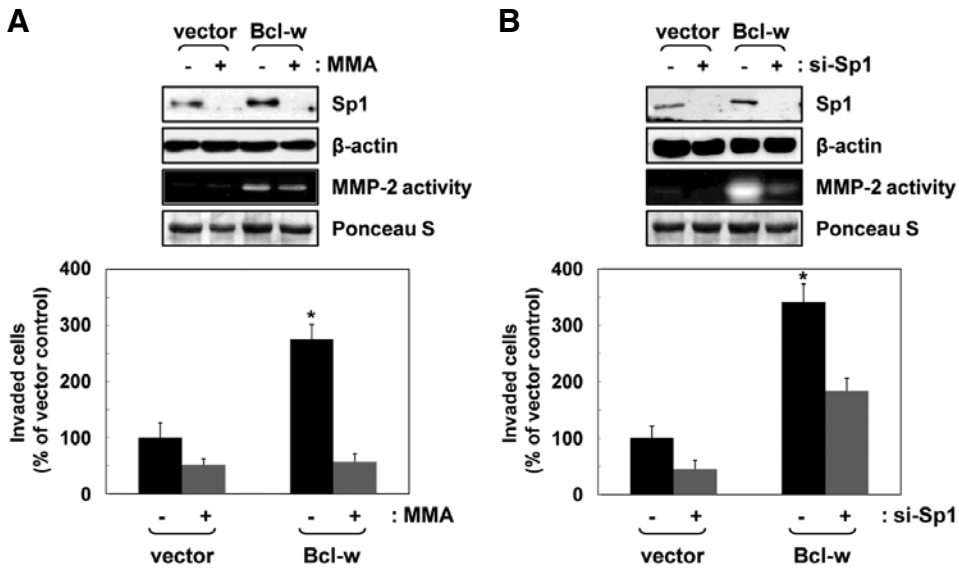 A
vector Bcl-w
- + - + : MMA
Sp1
β-actin
MMP-2 activity
Ponceau S
400
300
200
100
0
Invaded cells
(% of vector control)
*
- + - + : MMA
vector Bcl-w
B
vector Bcl-w
- + - + : si-Sp1
Sp1
β-actin
MMP-2 activity
Ponceau S
400
300
200
100
0
Invaded cells
(% of vector control)
*
- + - + : si-Sp1
vector Bcl-w